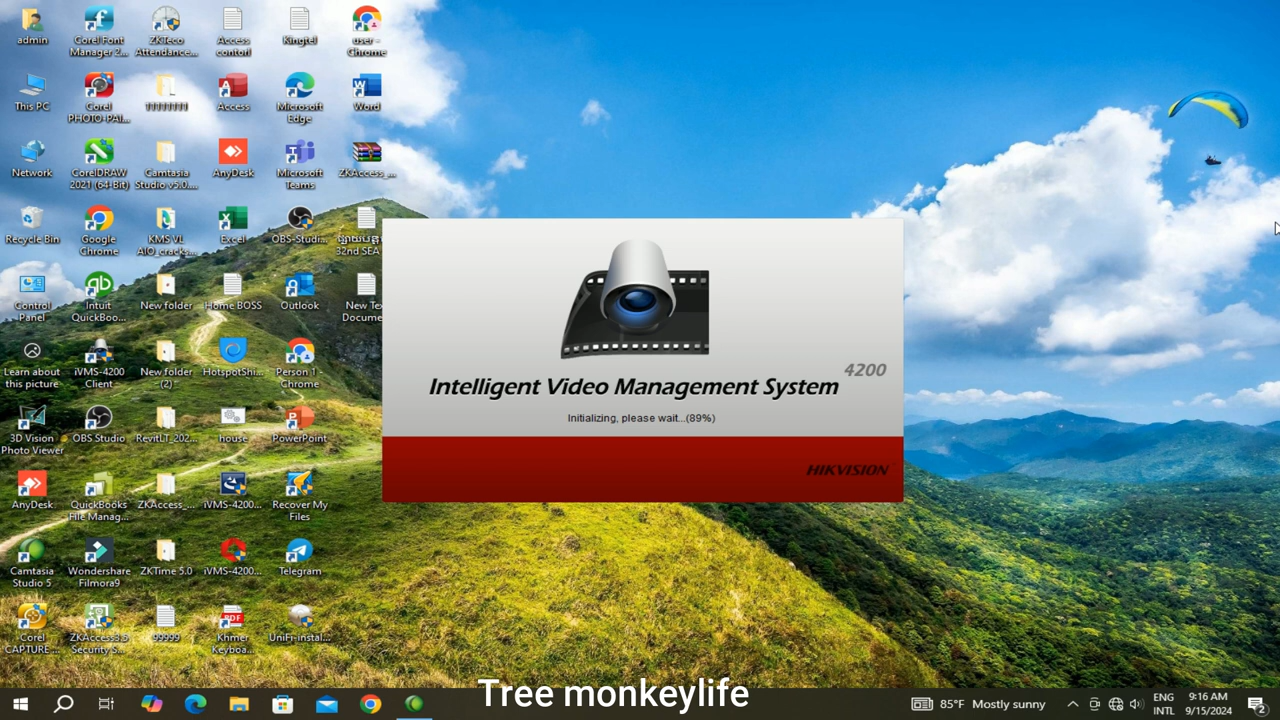 admin
Corel Font
Manager 2...
ZKTeco
Attendance...
Access
contorl
Kingtel
user -
Chrome
This PC
Corel
PHOTO-PAI...
11111111
Access
Microsoft
Edge
Word
Network
CorelDRAW
2021 (64-Bit)
Camtasia
Studio v5.0....
AnyDesk
Microsoft
Teams
ZKAccess_...
Recycle Bin
Google
Chrome
KMS VL
AIO_cracks...
Excel
OBS-Studi...
32nd SEA
Control
Panel
Intuit
QuickBoo...
New folder
Home BOSS
Outlook
New Te
Docume
Learn about
this picture
iVMS-4200
Client
New folder
(2)
HotspotShi...
Person 1 -
Chrome
3D Vision
Photo Viewer
OBS Studio
RevitLT_202...
house
PowerPoint
AnyDesk
QuickBooks
File Manag...
ZKAccess_...
iVMS-4200...
Recover My
Files
Camtasia
Studio 5
Wondershare
Filmora9
ZKTime 5.0
iVMS-4200...
Telegram
Corel
CAPTURE ...
ZKAccess3.5
Security S...
99999
PDF
Khmer
Keyboa...
UniFi-instal...
4200
Intelligent Video Management System
Initializing, please wait...(89%)
HIKVISION
Tree monkeylife
85°F Mostly sunny
ENG
INTL
9:16 AM
9/15/2024
2